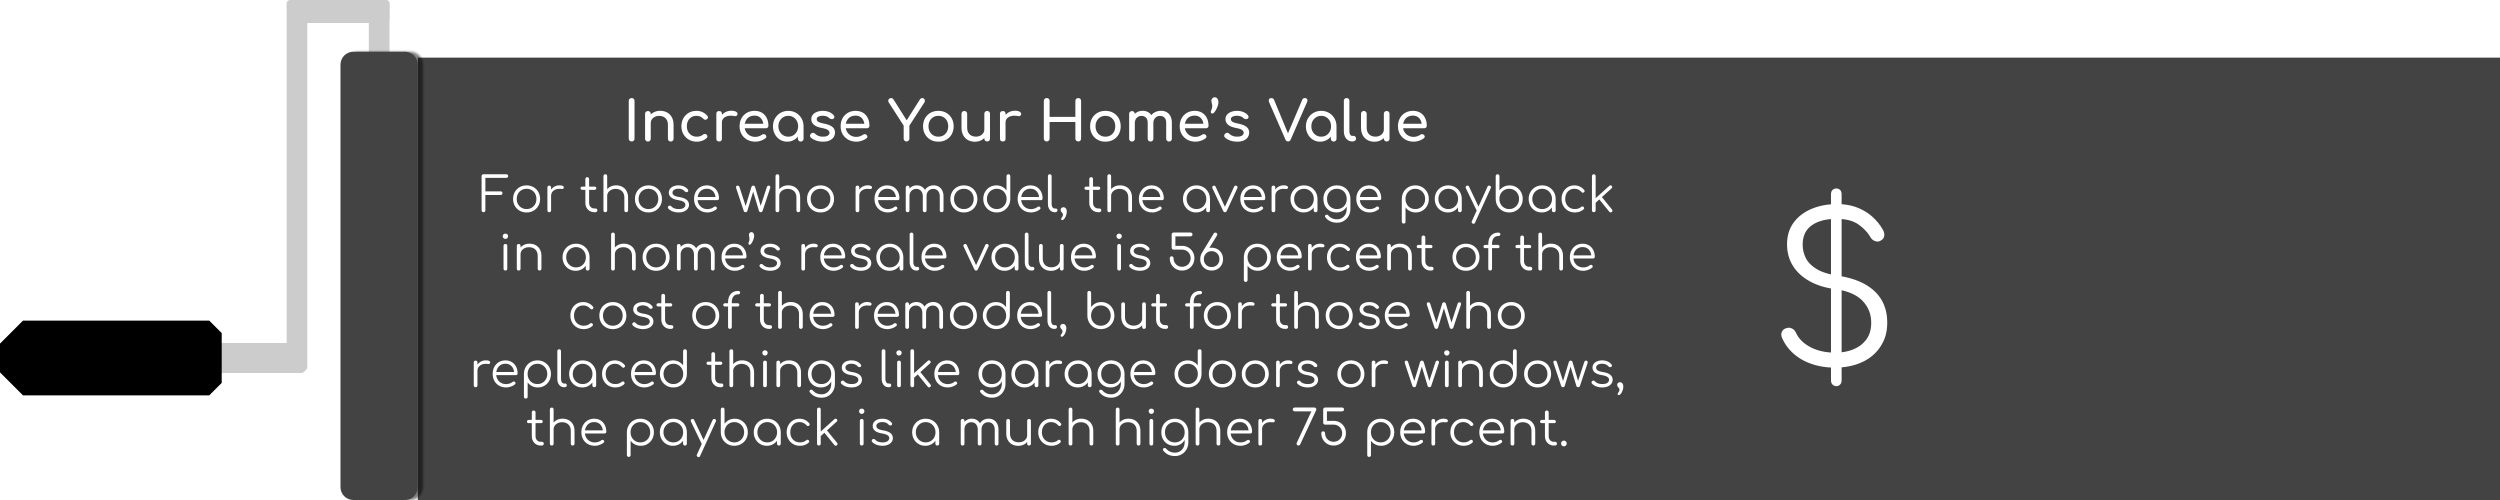 Increase Your Home's Value
For those who remodel, the average payback
in a home's resale value is 56 percent of the
cost of the remodel, but for those who
replaced things like garage doors or windows,
the payback is a much higher 75 percent.
$